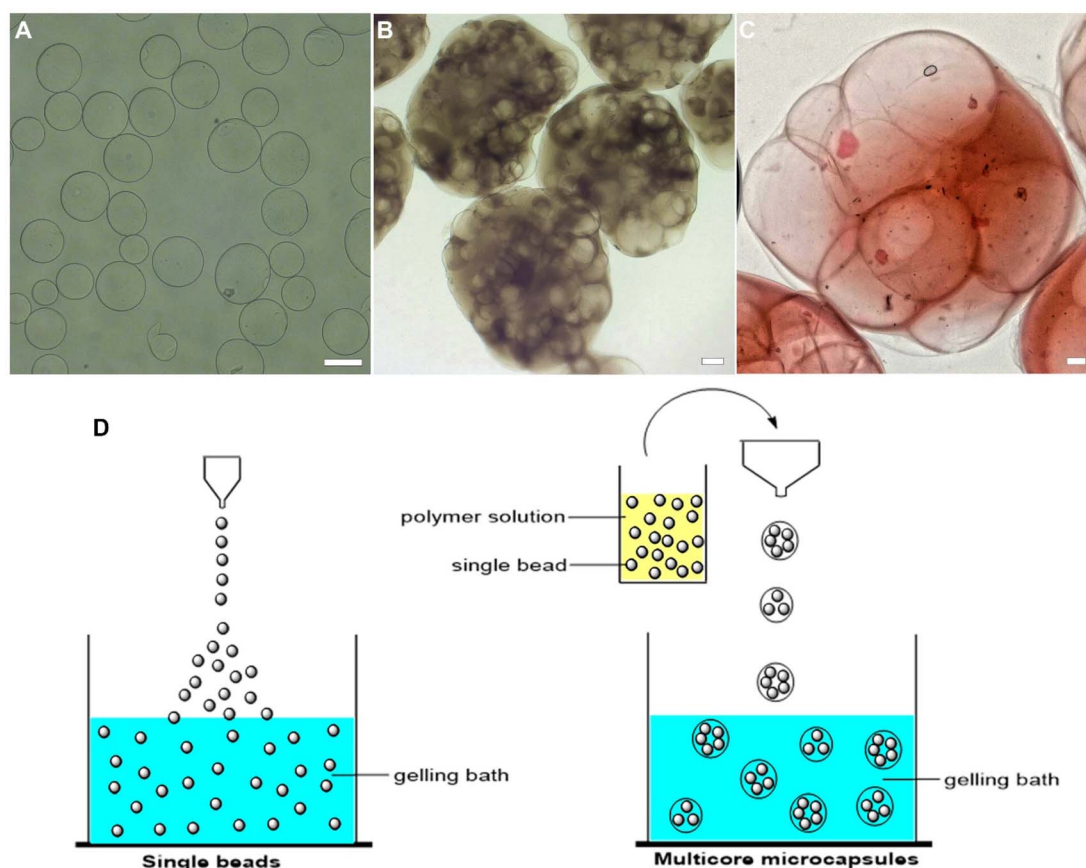 A
B
C
D
polymer solution
single bead
gelling bath
gelling bath
Single beads
Multicore microcapsules